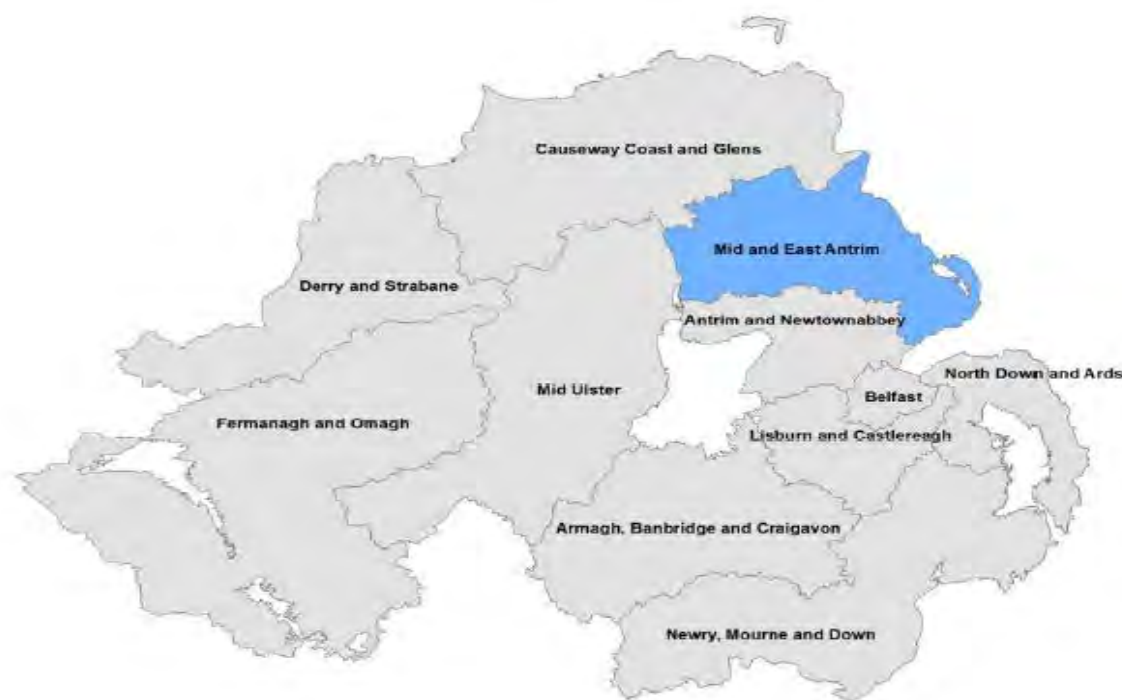 Causeway Coast and Glens
Mid and East Antrim
Derry and Strabane
Antrim and Newtownabbey
North Down and Ards
Mid Ulster
Belfast
Fermanagh and Omagh
Lisburn and Castlereagh
Armagh, Banbridge and Craigavon
Newry, Mourne and Down